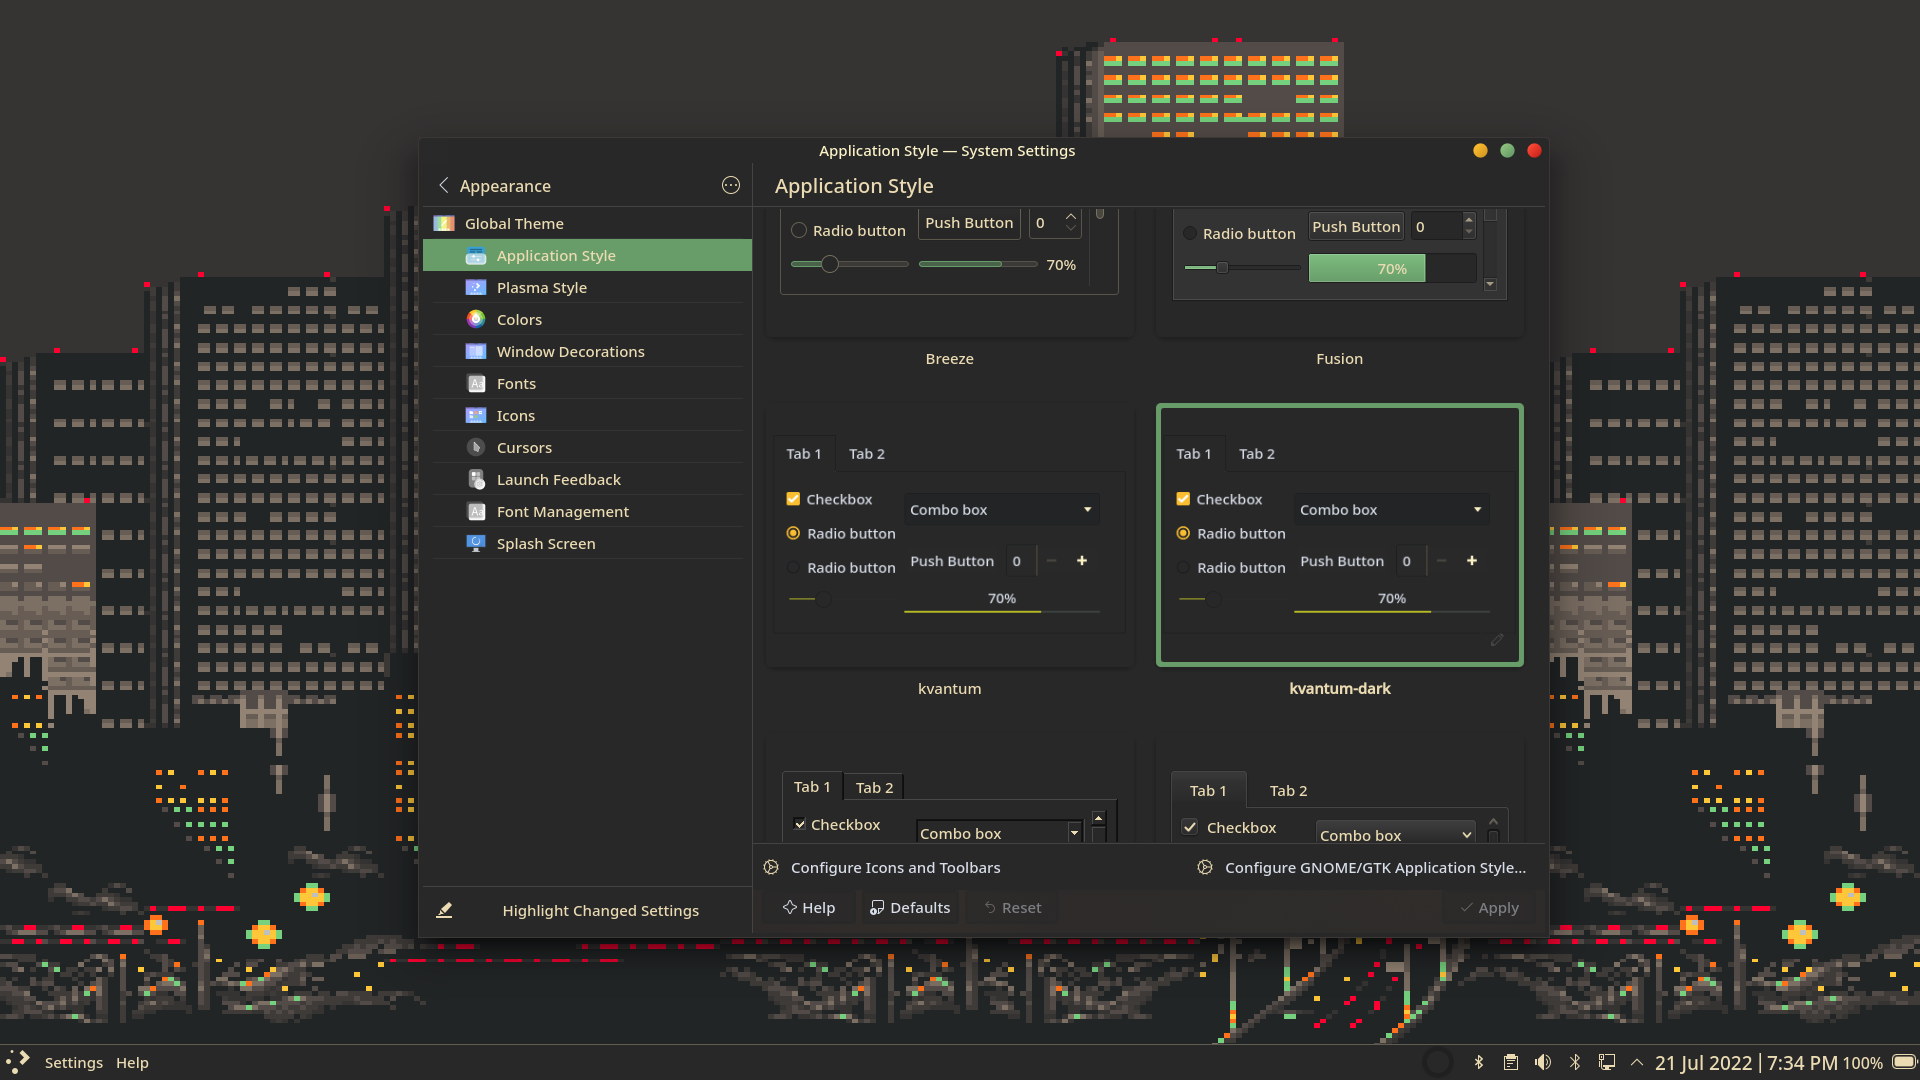 Application Style — System Settings
Appearance
Global Theme
Application Style
Plasma Style
Colors
Window Decorations
Fonts
Icons
Cursors
Launch Feedback
Font Management
Splash Screen
Highlight Changed Settings
Application Style
Radio button
Push Button
0
70%
Breeze
Radio button
Push Button
0
70%
Fusion
Tab 1
Tab 2
Checkbox
Combo box
Radio button
Radio button
Push Button
0
70%
kvantum
Tab 1
Tab 2
Checkbox
Combo box
Radio button
Radio button
Push Button
0
70%
kvantum-dark
Tab 1
Tab 2
Checkbox
Combo box
Tab 1
Tab 2
Checkbox
Combo box
Configure Icons and Toolbars
Configure GNOME/GTK Application Style...
Help
Defaults
Reset
Apply
Settings
Help
21 Jul 2022
7:34 PM
100%